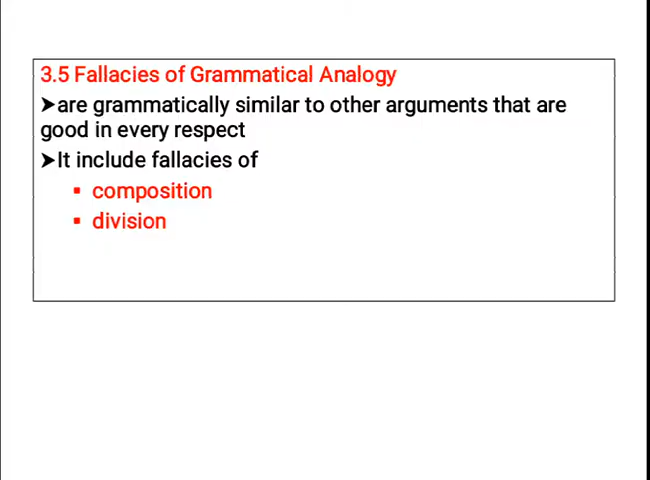 3.5 Fallacies of Grammatical Analogy
➤are grammatically similar to other arguments that are
good in every respect
➤It include fallacies of
▪ composition
▪ division